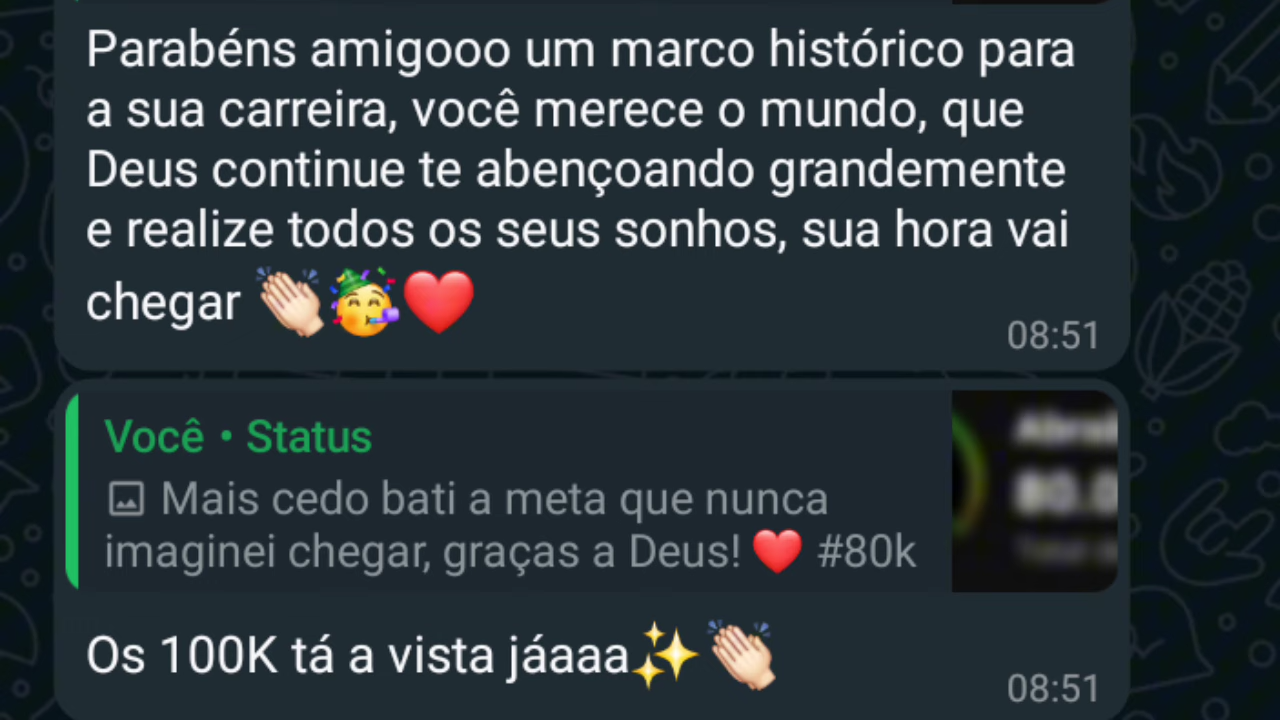 Parabéns amigooo um marco histórico para
a sua carreira, você merece o mundo, que
Deus continue te abençoando grandemente
e realize todos os seus sonhos, sua hora vai
chegar 👏🏻🥳❤️
08:51
Você • Status
Mais cedo bati a meta que nunca
imaginei chegar, graças a Deus! ❤️ #80k
Os 100K tá a vista jáaaa✨👏🏻
08:51